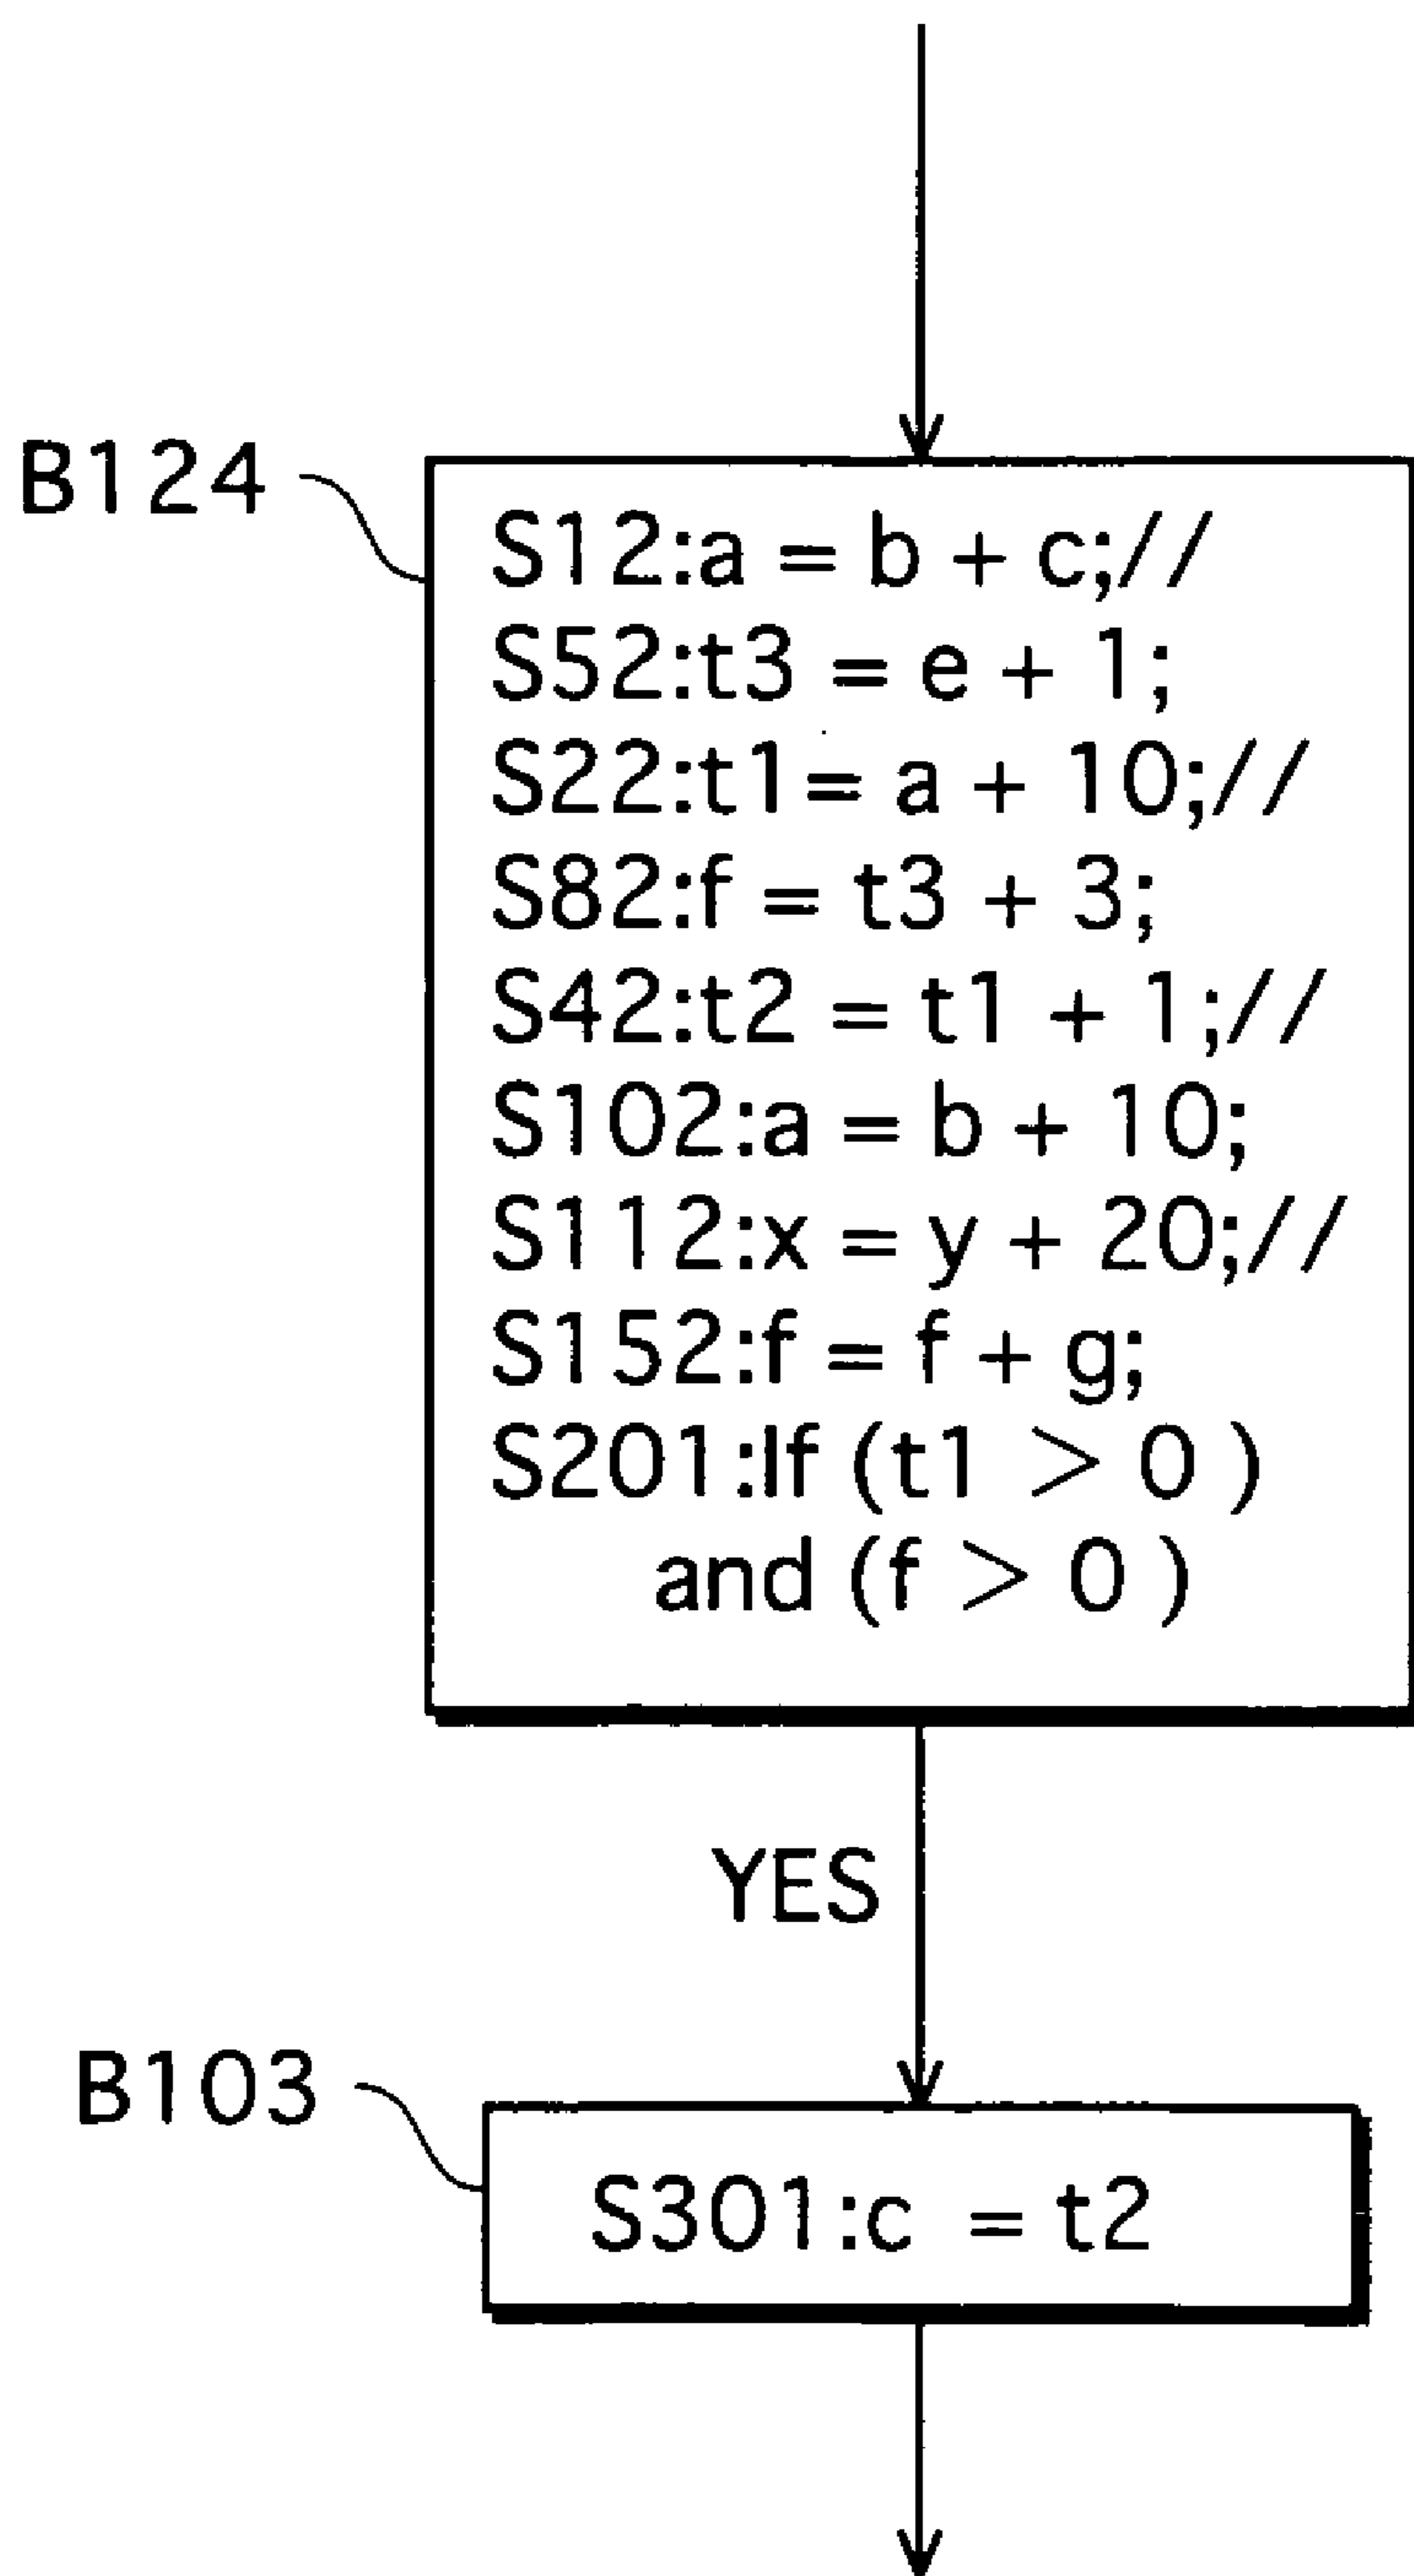 B124
S12:a = b + c;//
S52:t3 = e + 1;
S22:t1= a + 10;//
S82:f = t3 + 3;
S42:t2 = t1 + 1;//
S102:a = b + 10;
S112:x = y + 20;//
S152:f = f + g;
S201:If (t1 > 0 )
and (f > 0 )
YES
B103
S301:c = t2